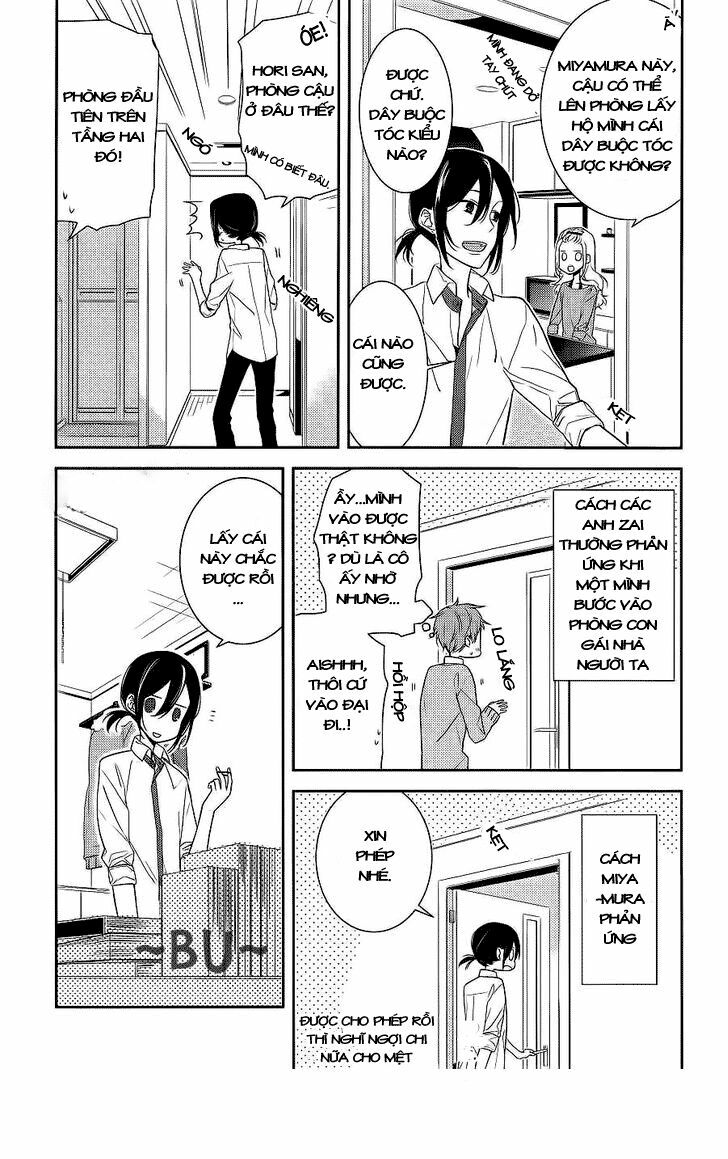 À
MIYAMURA NÀY,
CẬU CÓ THỂ
LÊN PHÒNG LẤY
HỘ MÌNH CÁI
DÂY BUỘC TÓC
ĐƯỢC KHÔNG?
MÌNH ĐANG DỞ
TAY CHÚT
ĐƯỢC
CHỨ.
DÂY BUỘC
TÓC KIỂU
NÀO?
CÁI NÀO
CŨNG
ĐƯỢC.
KẸT
ÓE!
HORI SAN,
PHÒNG CẬU
Ở ĐÂU THẾ?
MÌNH CÓ BIẾT ĐÂU...
NGÓ
NGHIÊNG
PHÒNG ĐẦU
TIÊN TRÊN
TẦNG HAI
ĐÓ!
CÁCH CÁC
ANH ZAI
THƯỜNG PHẢN
ỨNG KHI
MỘT MÌNH
BƯỚC VÀO
PHÒNG CON
GÁI NHÀ
NGƯỜI TA
ẦY...MÌNH
VÀO ĐƯỢC
THẬT KHÔNG
? DÙ LÀ CÔ
ẤY NHỜ
NHƯNG...
LO LẮNG
HỒI HỘP
AISHHH,
THÔI CỨ
VÀO ĐẠI
ĐI..!
CÁCH
MIYA
-MURA
PHẢN
ỨNG
KẸT
XIN
PHÉP
NHÉ.
ĐƯỢC CHO PHÉP RỒI
THÌ NGHĨ NGỢI CHI
NỮA CHO MỆT
LẤY CÁI
NÀY CHẮC
ĐƯỢC RỒI
...
~BU~